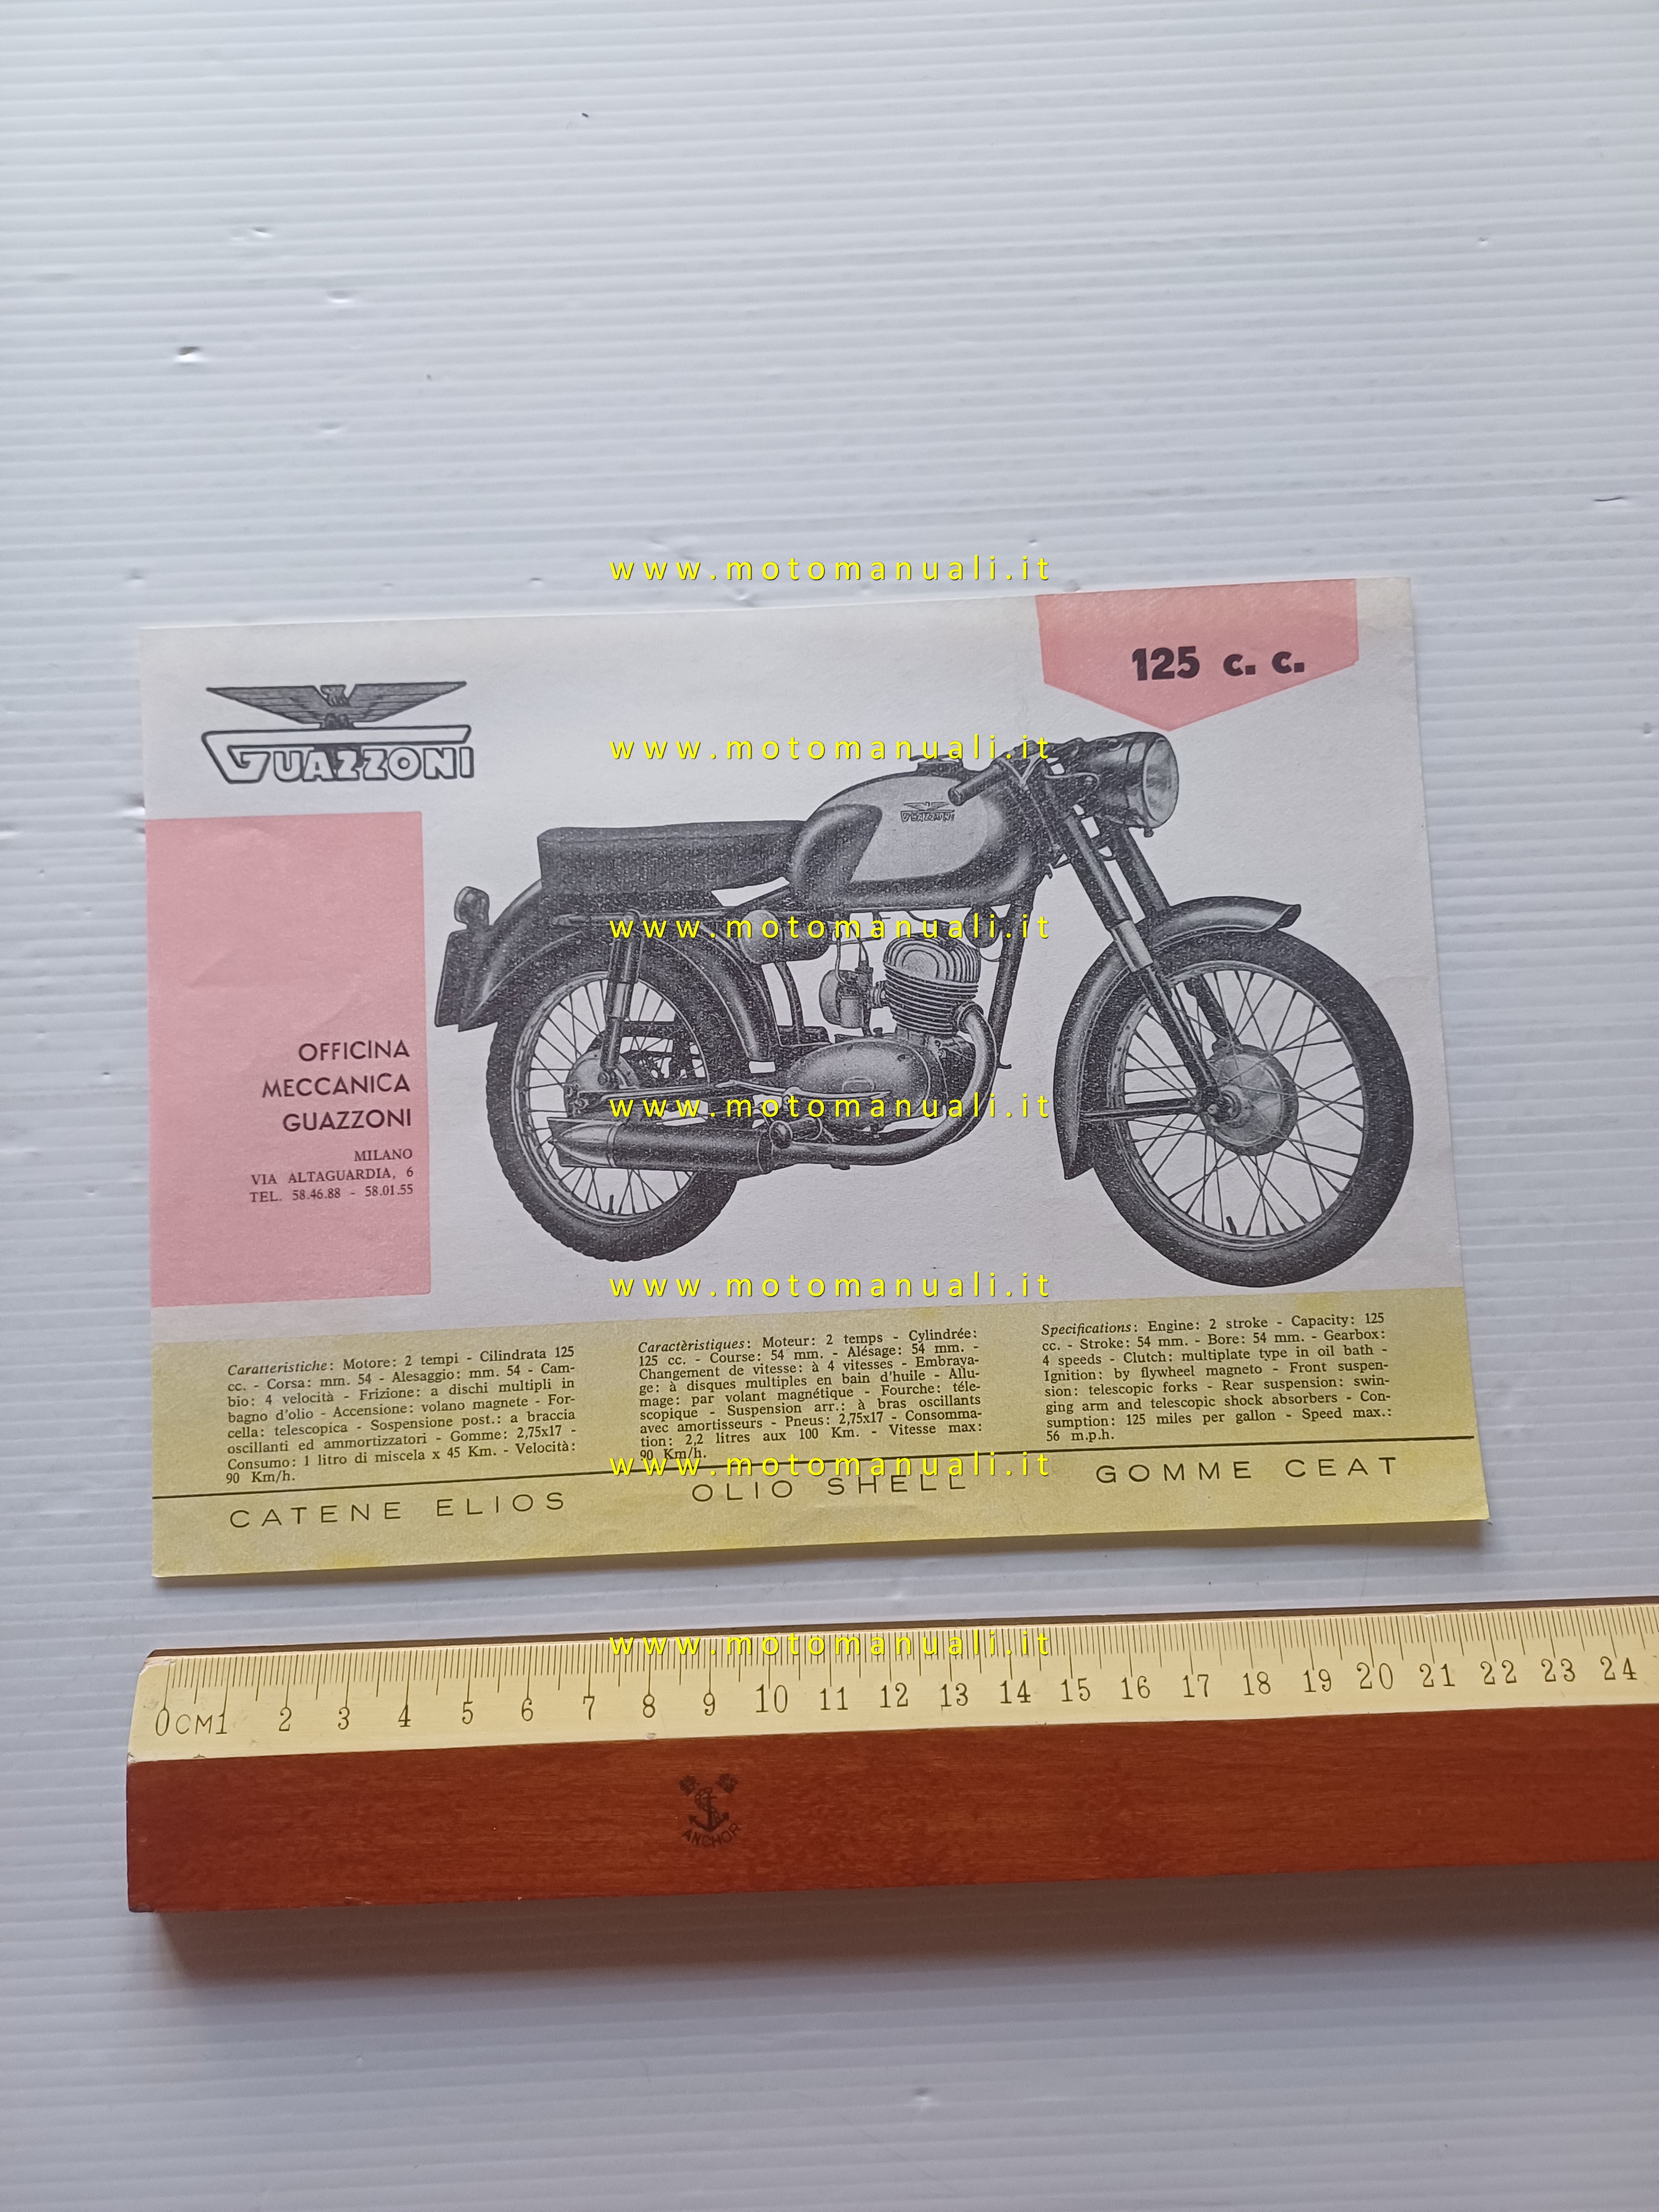 www.motomanuali.it
125 c. c.
GUAZZONI
www.motomanuali.it
GUAZZONI
www.motomanuali.it
OFFICINA
MECCANICA
GUAZZONI
MILANO
VIA ALTAGUARDIA, 6
TEL. 58.46.88 - 58.01.55
www.motomanuali.it
www.motomanuali.it
Caratteristiche: Motore: 2 tempi - Cilindrata 125
cc. - Corsa: mm. 54 - Alesaggio: mm. 54 - Cam-
bio: 4 velocità - Frizione: a dischi multipli in
bagno d'olio - Accensione: volano magnete - For-
cella: telescopica - Sospensione post.: a braccia
oscillanti ed ammortizzatori - Gomme: 2,75x17 -
Consumo: 1 litro di miscela x 45 Km. - Velocità:
90 Km/h.
Caractèristiques: Moteur: 2 temps - Cylindrée:
125 cc. - Course: 54 mm. - Alésage: 54 mm. -
Changement de vitesse: à 4 vitesses - Embraya-
ge: à disques multiples en bain d'huile - Allu-
mage: par volant magnétique - Fourche: téle-
scopique - Suspension arr.: à bras oscillants
avec amortisseurs - Pneus: 2,75x17 - Consomma-
tion: 2,2 litres aux 100 Km. - Vitesse max:
90 Km/h.
Specifications: Engine: 2 stroke - Capacity: 125
cc. - Stroke: 54 mm. - Bore: 54 mm. - Gearbox:
4 speeds - Clutch: multiplate type in oil bath -
Ignition: by flywheel magneto - Front suspen-
sion: telescopic forks - Rear suspension: swin-
ging arm and telescopic shock absorbers - Con-
sumption: 125 miles per gallon - Speed max.:
56 m.p.h.
www.motomanuali.it
CATENE ELIOS
OLIO SHELL
GOMME CEAT
www.motomanuali.it
0CM1 2 3 4 5 6 7 8 9 10 11 12 13 14 15 16 17 18 19 20 21 22 23 24
ANCHOR